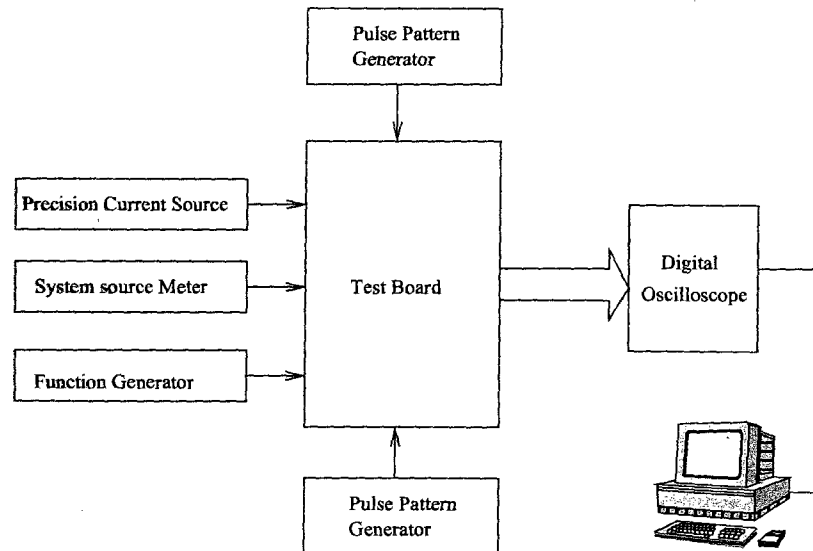 Pulse Pattern
Generator
Precision Current Source
System source Meter
Function Generator
Test Board
Digital
Oscilloscope
Pulse Pattern
Generator